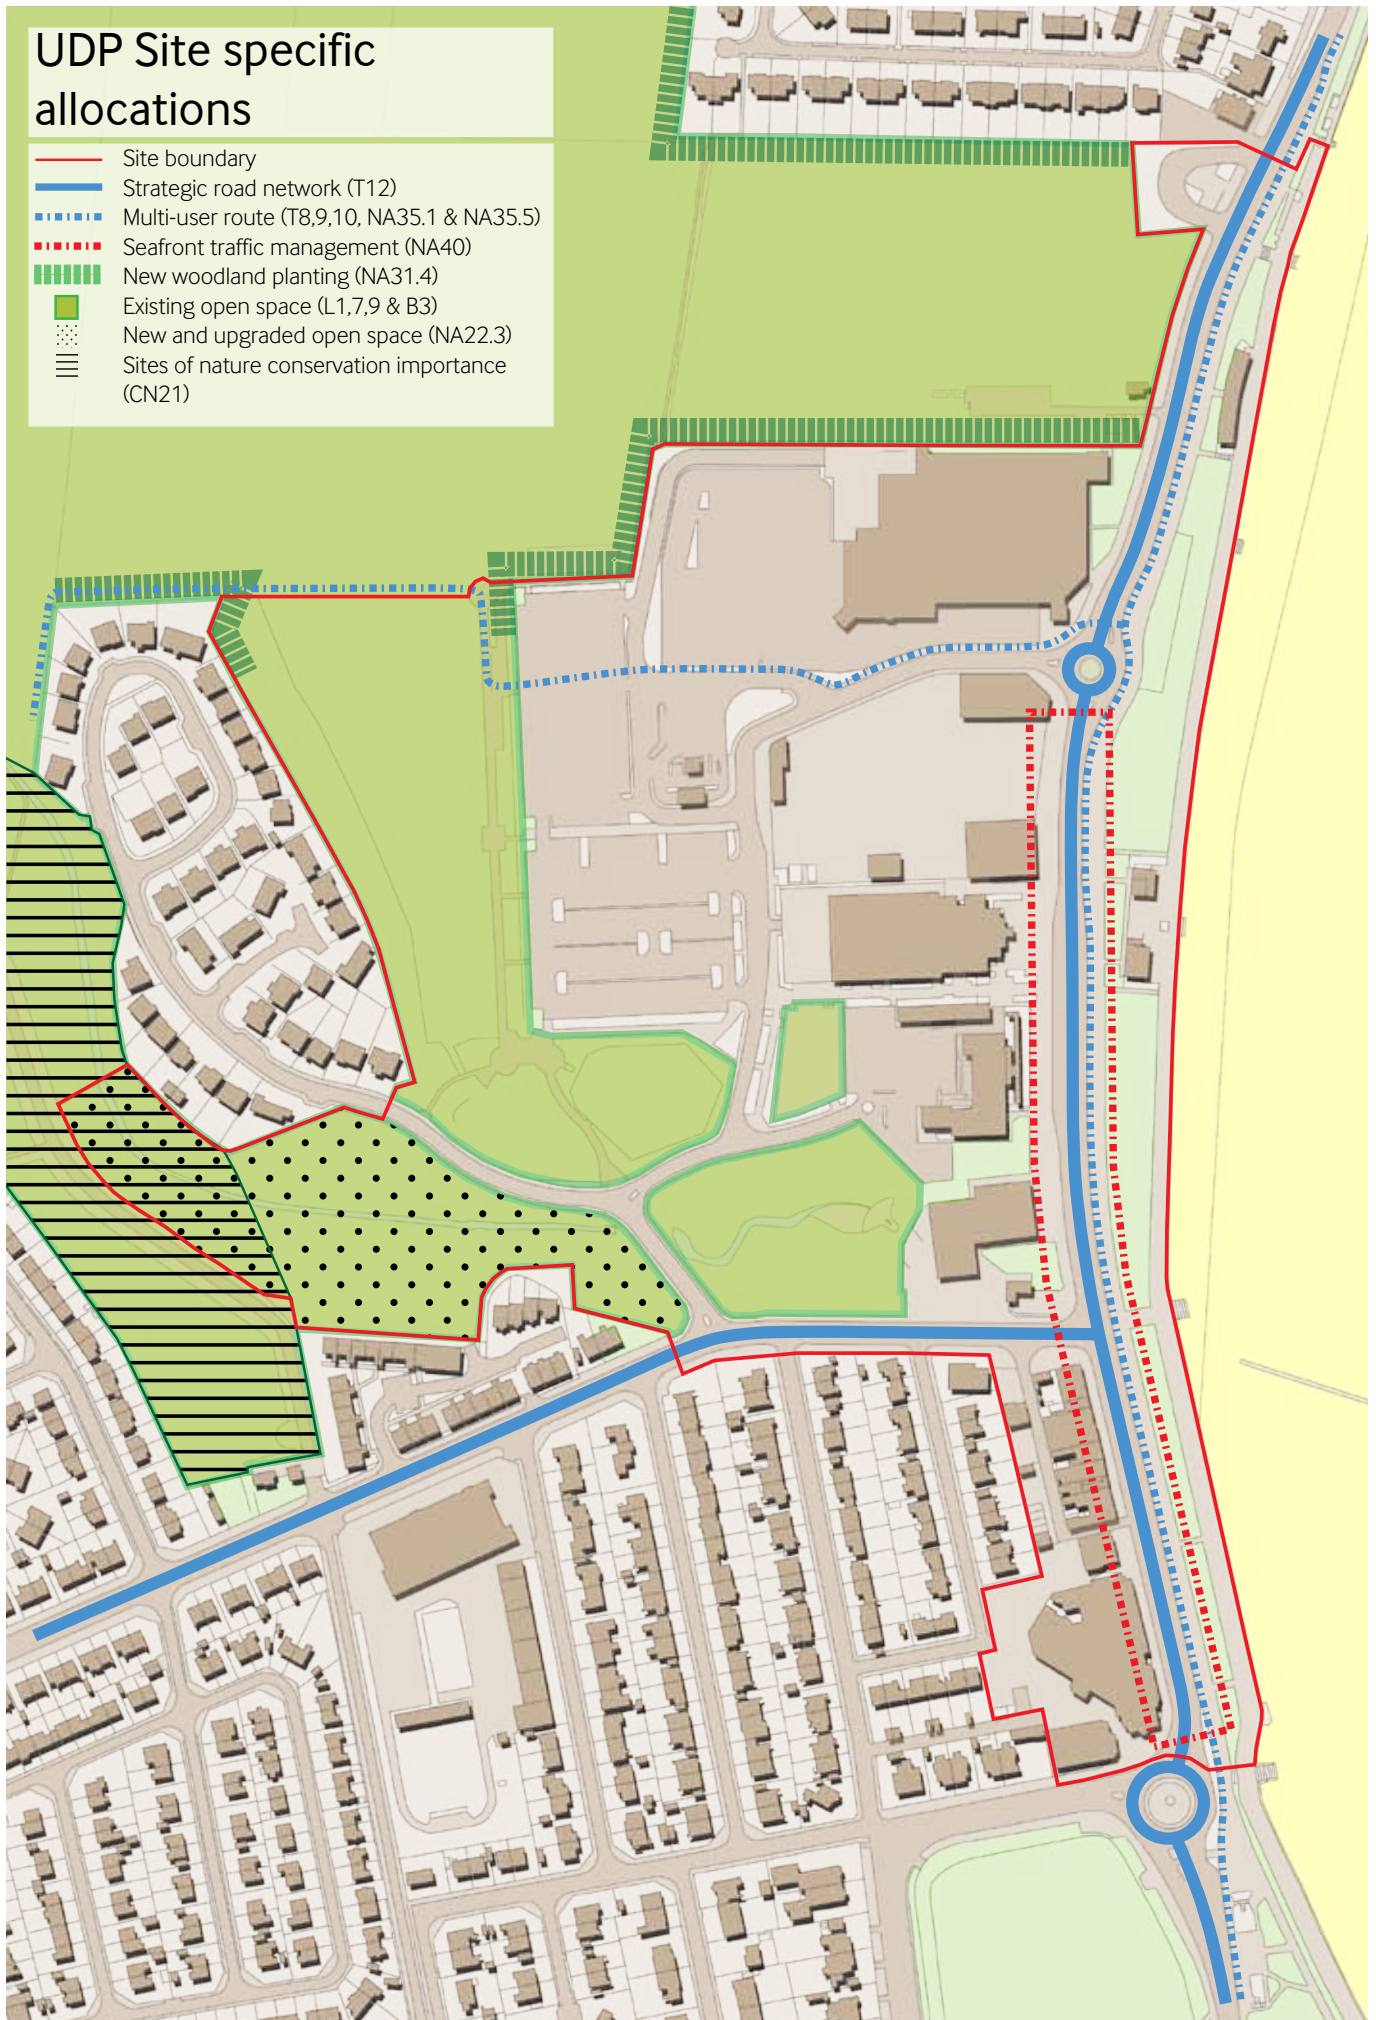 UDP Site specific
allocations
Site boundary
Strategic road network (T12)
Multi-user route (T8,9,10, NA35.1 & NA35.5)
Seafront traffic management (NA40)
New woodland planting (NA31.4)
Existing open space (L1,7,9 & B3)
New and upgraded open space (NA22.3)
Sites of nature conservation importance
(CN21)